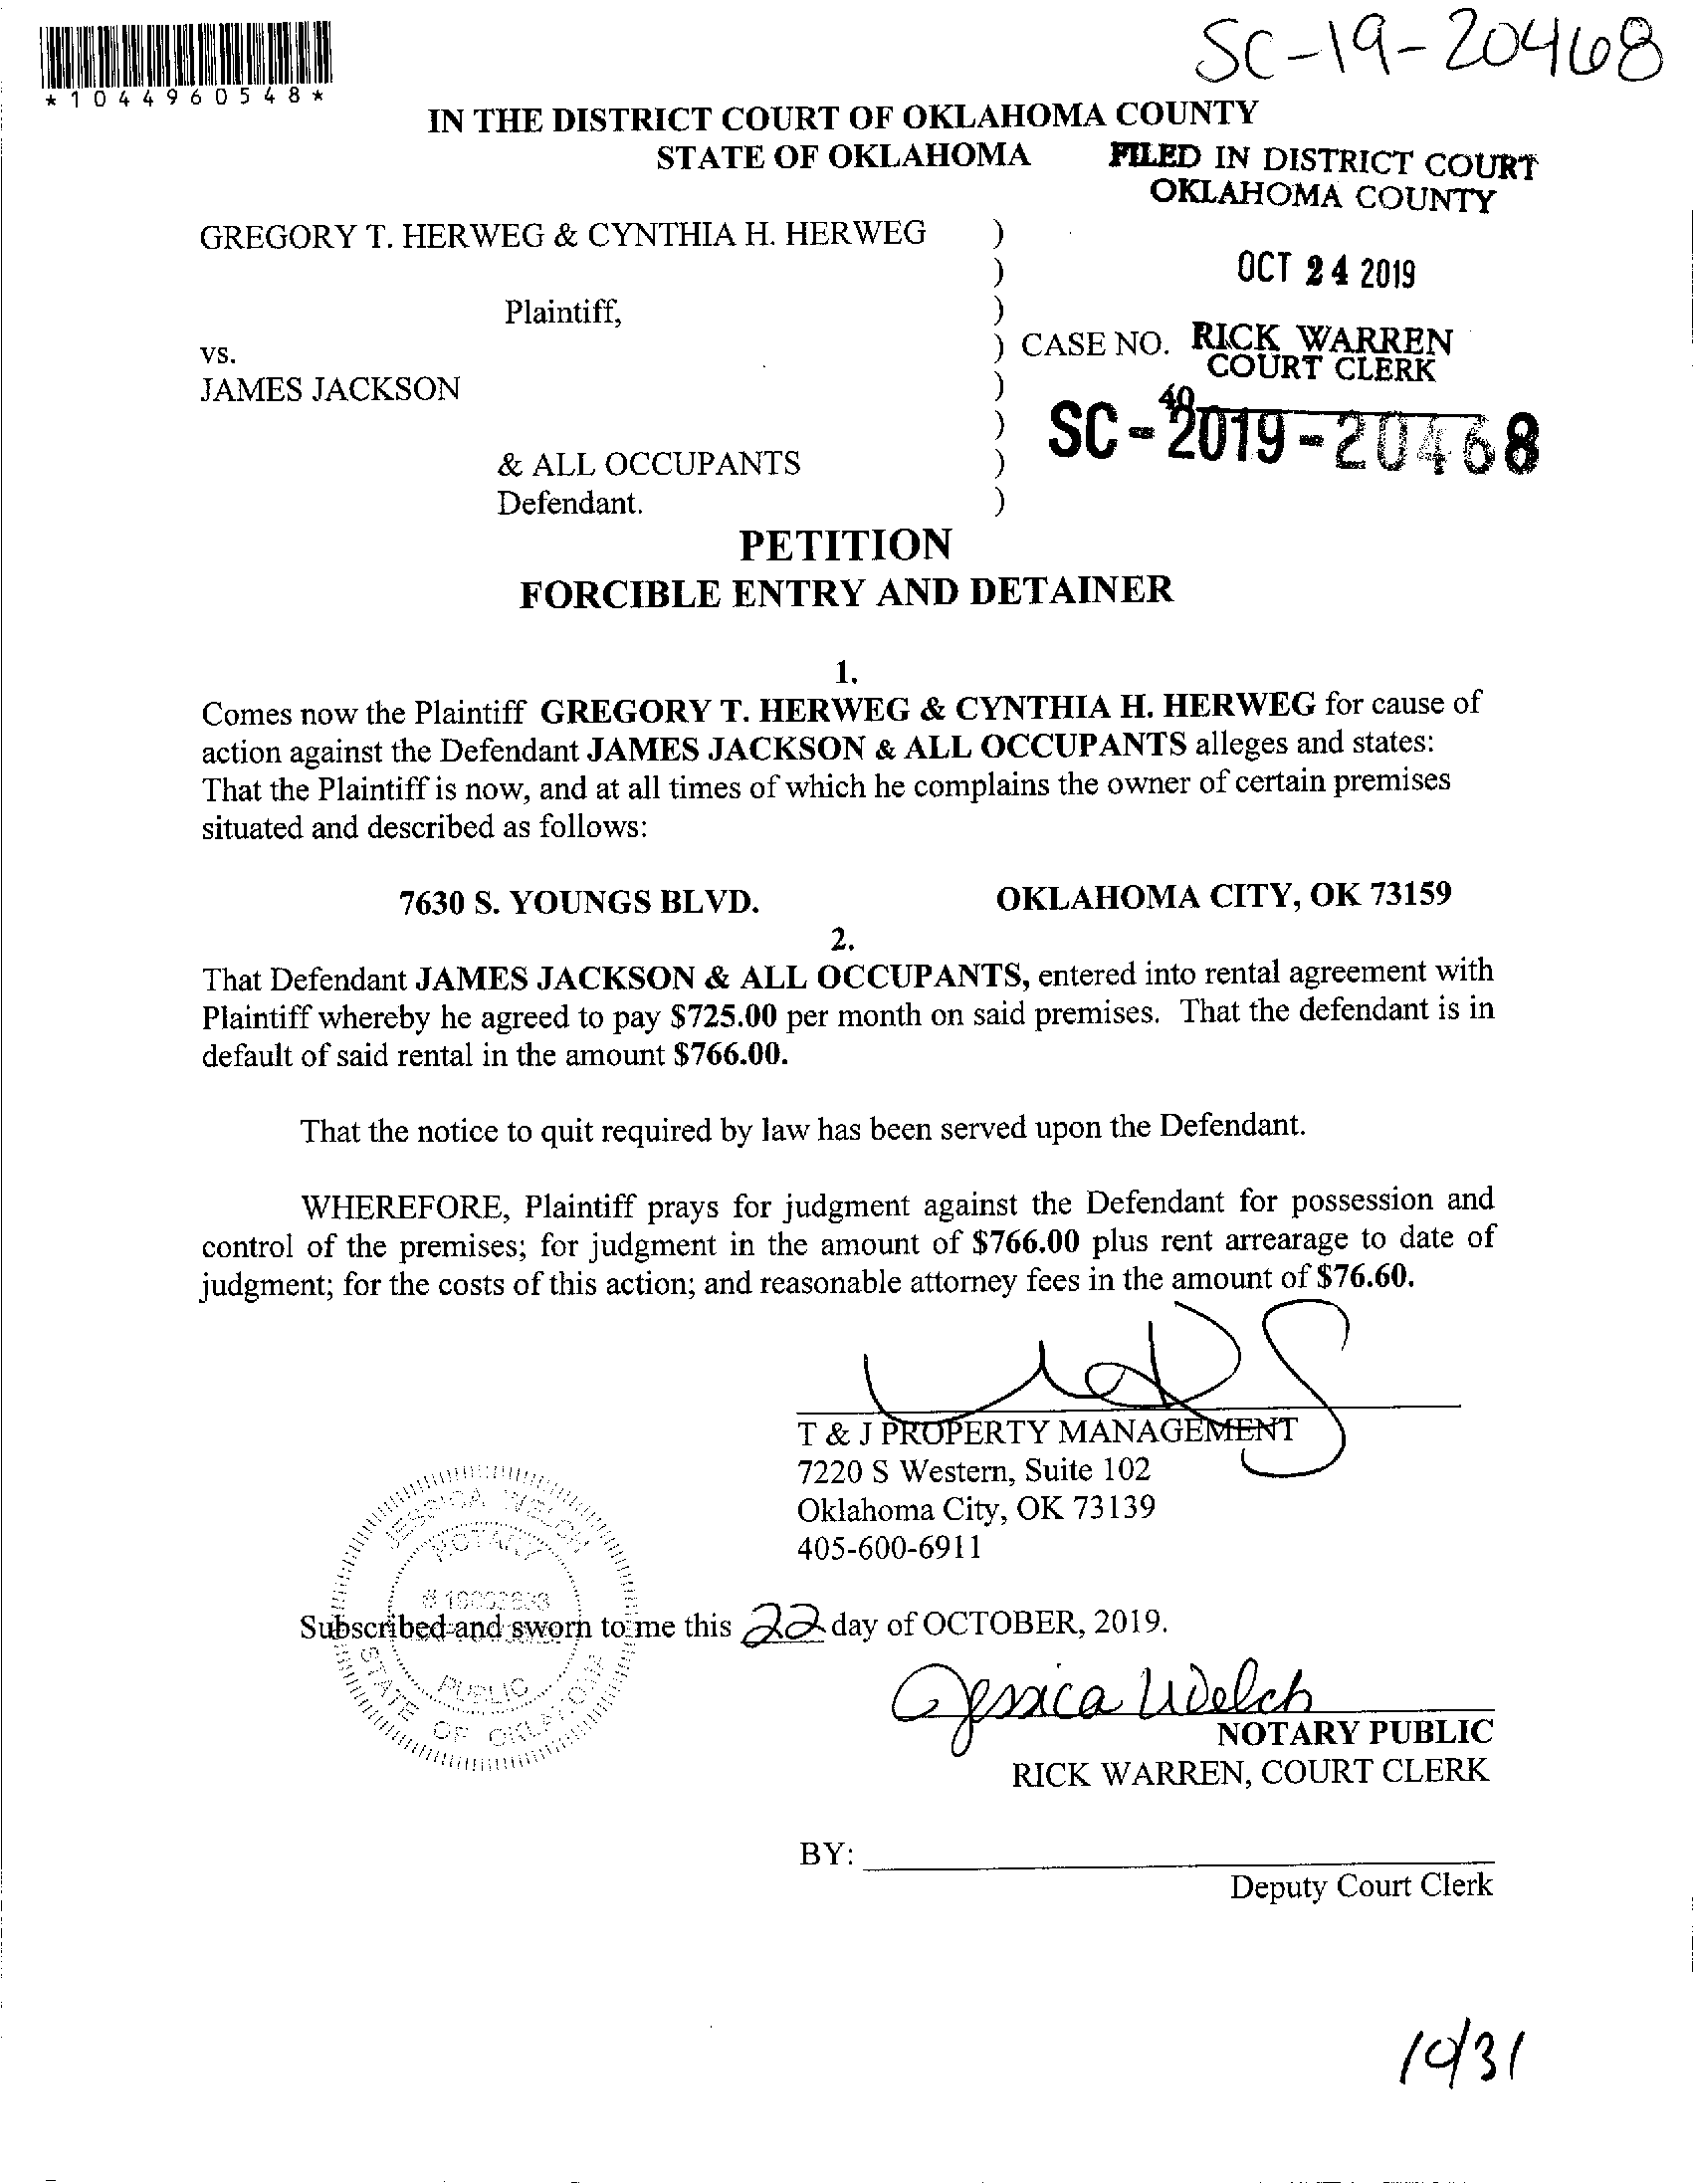 SC-19-20468
*1044960548*
IN THE DISTRICT COURT OF OKLAHOMA COUNTY
STATE OF OKLAHOMA
FILED IN DISTRICT COURT
OKLAHOMA COUNTY
GREGORY T. HERWEG & CYNTHIA H. HERWEG )
)
OCT 24 2019
Plaintiff, )
vs. ) CASE NO. RICK WARREN
COURT CLERK
JAMES JACKSON )
40
) SC-2019-20468
& ALL OCCUPANTS )
Defendant. )
PETITION
FORCIBLE ENTRY AND DETAINER
1.
Comes now the Plaintiff GREGORY T. HERWEG & CYNTHIA H. HERWEG for cause of
action against the Defendant JAMES JACKSON & ALL OCCUPANTS alleges and states:
That the Plaintiff is now, and at all times of which he complains the owner of certain premises
situated and described as follows:
7630 S. YOUNGS BLVD. OKLAHOMA CITY, OK 73159
2.
That Defendant JAMES JACKSON & ALL OCCUPANTS, entered into rental agreement with
Plaintiff whereby he agreed to pay $725.00 per month on said premises. That the defendant is in
default of said rental in the amount $766.00.
That the notice to quit required by law has been served upon the Defendant.
WHEREFORE, Plaintiff prays for judgment against the Defendant for possession and
control of the premises; for judgment in the amount of $766.00 plus rent arrearage to date of
judgment; for the costs of this action; and reasonable attorney fees in the amount of $76.60.
T & J PROPERTY MANAGEMENT
7220 S Western, Suite 102
Oklahoma City, OK 73139
405-600-6911
JESSICA WELCH
NOTARY
PUBLIC
STATE OF OKLAHOMA
Subscribed and sworn to me this 22 day of OCTOBER, 2019.
Jessica Welch
NOTARY PUBLIC
RICK WARREN, COURT CLERK
BY:
Deputy Court Clerk
10/31